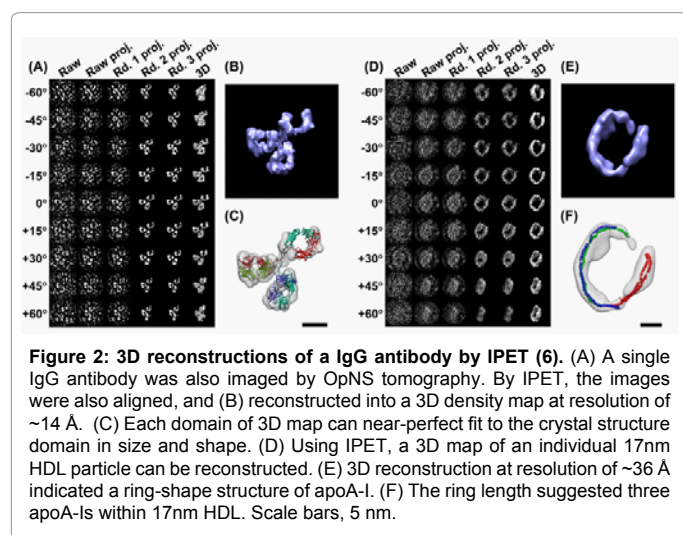 (A) Raw Raw proj. Rd. 1 proj. Rd. 2 proj. Rd. 3 proj. 3D (B) (D) Raw Raw proj. Rd. 1 proj. Rd. 2 proj. Rd. 3 proj. 3D (E)
-60° -60°
-45° -45°
-30° -30°
-15° -15°
0° (C) 0° (F)
+15° +15°
+30° +30°
+45° +45°
+60° +60°
Figure 2: 3D reconstructions of a IgG antibody by IPET (6). (A) A single
IgG antibody was also imaged by OpNS tomography. By IPET, the images
were also aligned, and (B) reconstructed into a 3D density map at resolution of
~14 Å. (C) Each domain of 3D map can near-perfect fit to the crystal structure
domain in size and shape. (D) Using IPET, a 3D map of an individual 17nm
HDL particle can be reconstructed. (E) 3D reconstruction at resolution of ~36 Å
indicated a ring-shape structure of apoA-I. (F) The ring length suggested three
apoA-Is within 17nm HDL. Scale bars, 5 nm.